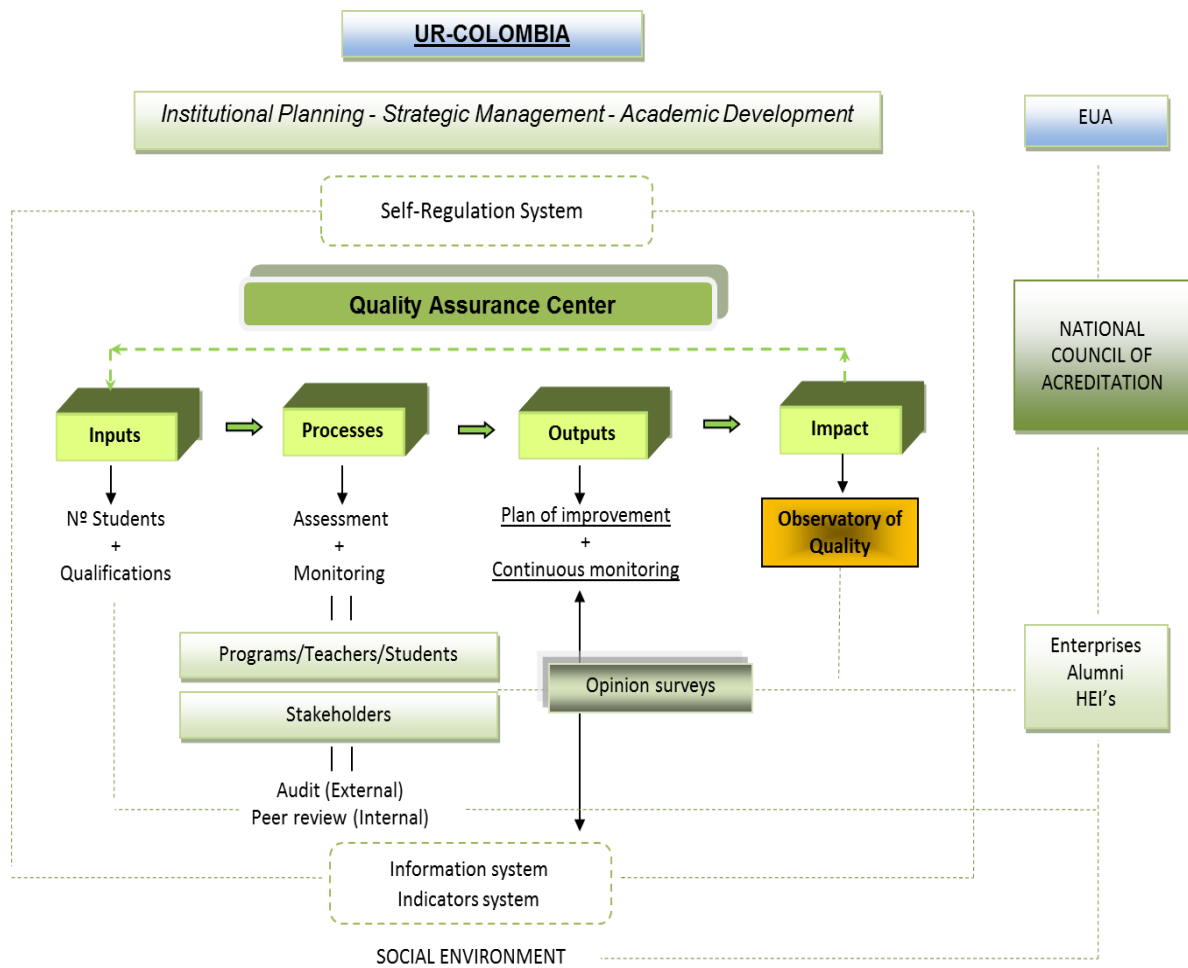 UR-COLOMBIA
Institutional Planning - Strategic Management - Academic Development
EUA
Self-Regulation System
Quality Assurance Center
NATIONAL
COUNCIL OF
ACREDITATION
Inputs
Processes
Outputs
Impact
Nº Students
+
Qualifications
Assessment
+
Monitoring
Plan of improvement
+
Continuous monitoring
Observatory of
Quality
Programs/Teachers/Students
Stakeholders
Opinion surveys
Enterprises
Alumni
HEI's
Audit (External)
Peer review (Internal)
Information system
Indicators system
SOCIAL ENVIRONMENT